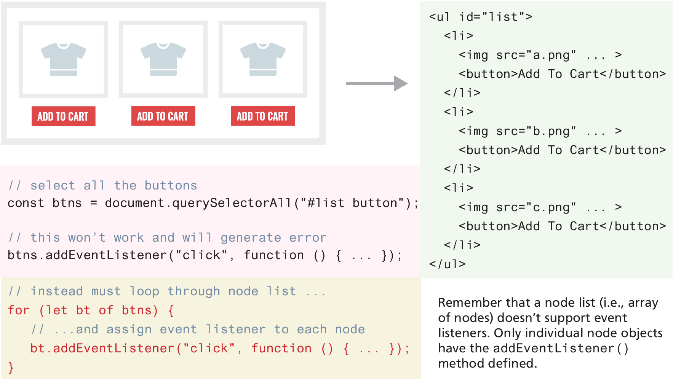 ADD TO CART
ADD TO CART
ADD TO CART
<ul id="list">
<li>
<img src="a.png" ... >
<button>Add To Cart</button>
</li>
<li>
<img src="b.png" ... >
<button>Add To Cart</button>
</li>
<li>
<img src="c.png" ... >
<button>Add To Cart</button>
</li>
</ul>
// select all the buttons
const btns = document.querySelectorAll("#list button");
// this won't work and will generate error
btns.addEventListener("click", function () { ... });
// instead must loop through node list ...
for (let bt of btns) {
// ...and assign event listener to each node
bt.addEventListener("click", function () { ... });
}
Remember that a node list (i.e., array
of nodes) doesn't support event
listeners. Only individual node objects
have the addEventListener()
method defined.